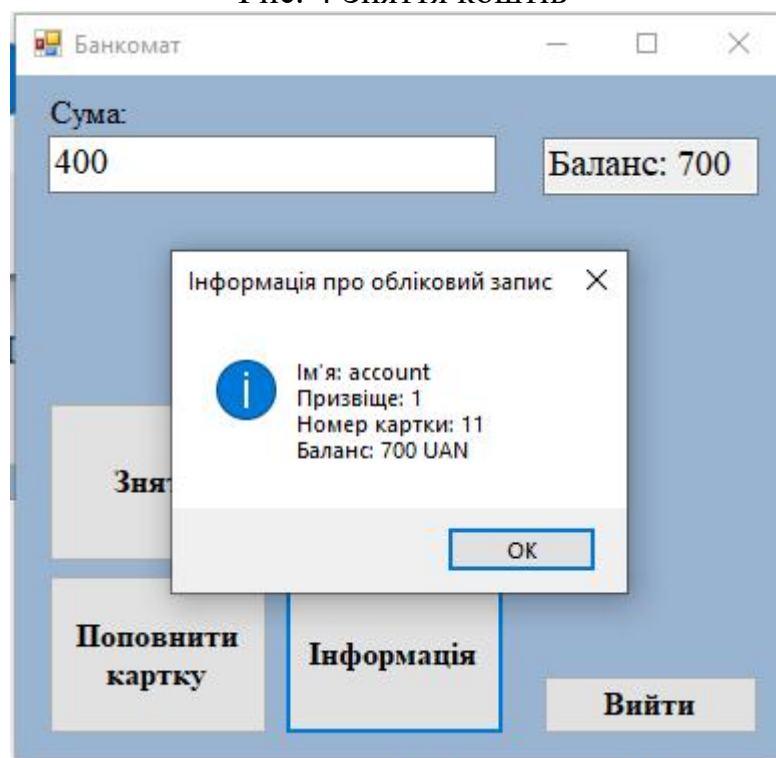 Банкомат
Сума:
400
Баланс: 700
Інформація про обліковий запис
Ім'я: account
Призвіще: 1
Номер картки: 11
Баланс: 700 UAN
OK
Поповнити
картку
Інформація
Вийти